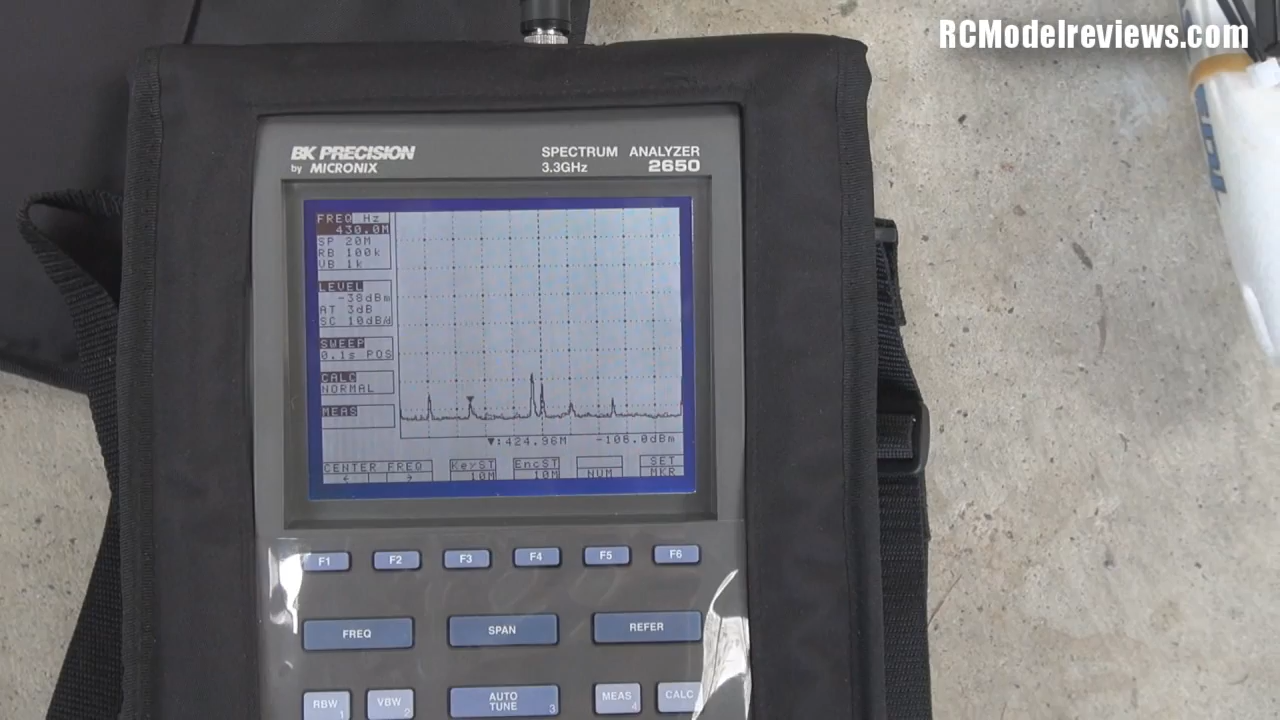 RCModelreviews.com
BK PRECISION
by MICRONIX
SPECTRUM ANALYZER
3.3GHz 2650
FREQ Hz
430.0M
SP 20M
RB 100k
VB 1k
LEVEL
-38dBm
AT 3dB
SC 10dB/d
SWEEP
0.1s POS
CALC
NORMAL
MEAS
▼:424.96M -106.0dBm
CENTER FREQ KeyST EncST SET
10M 10M NUM MKR
F1 F2 F3 F4 F5 F6
FREQ SPAN REFER
RBW 1 VBW 2 AUTO TUNE 3 MEAS 4 CALC